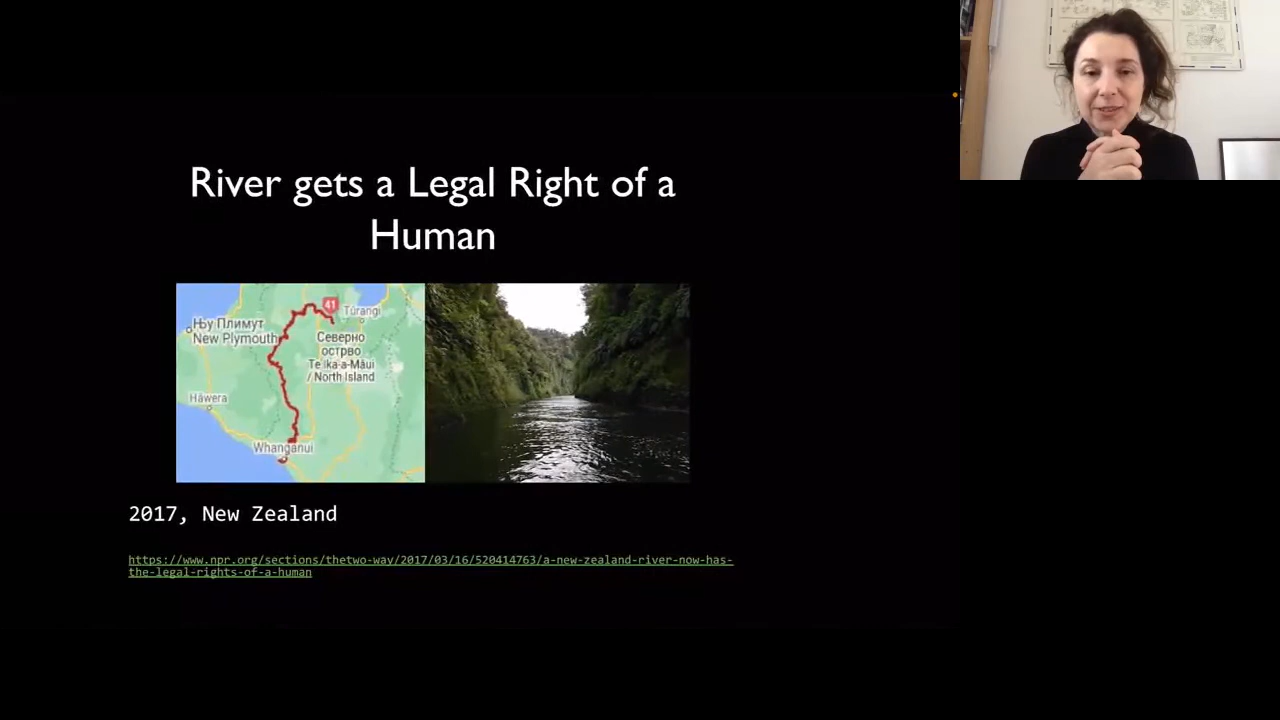 River gets a Legal Right of a
Human
41
Tūrangi
Њу Плимут
New Plymouth
Северно
острво
Te Ika-a-Māui
/ North Island
Hāwera
Whanganui
2017, New Zealand
https://www.npr.org/sections/thetwo-way/2017/03/16/520414763/a-new-zealand-river-now-has-
the-legal-rights-of-a-human